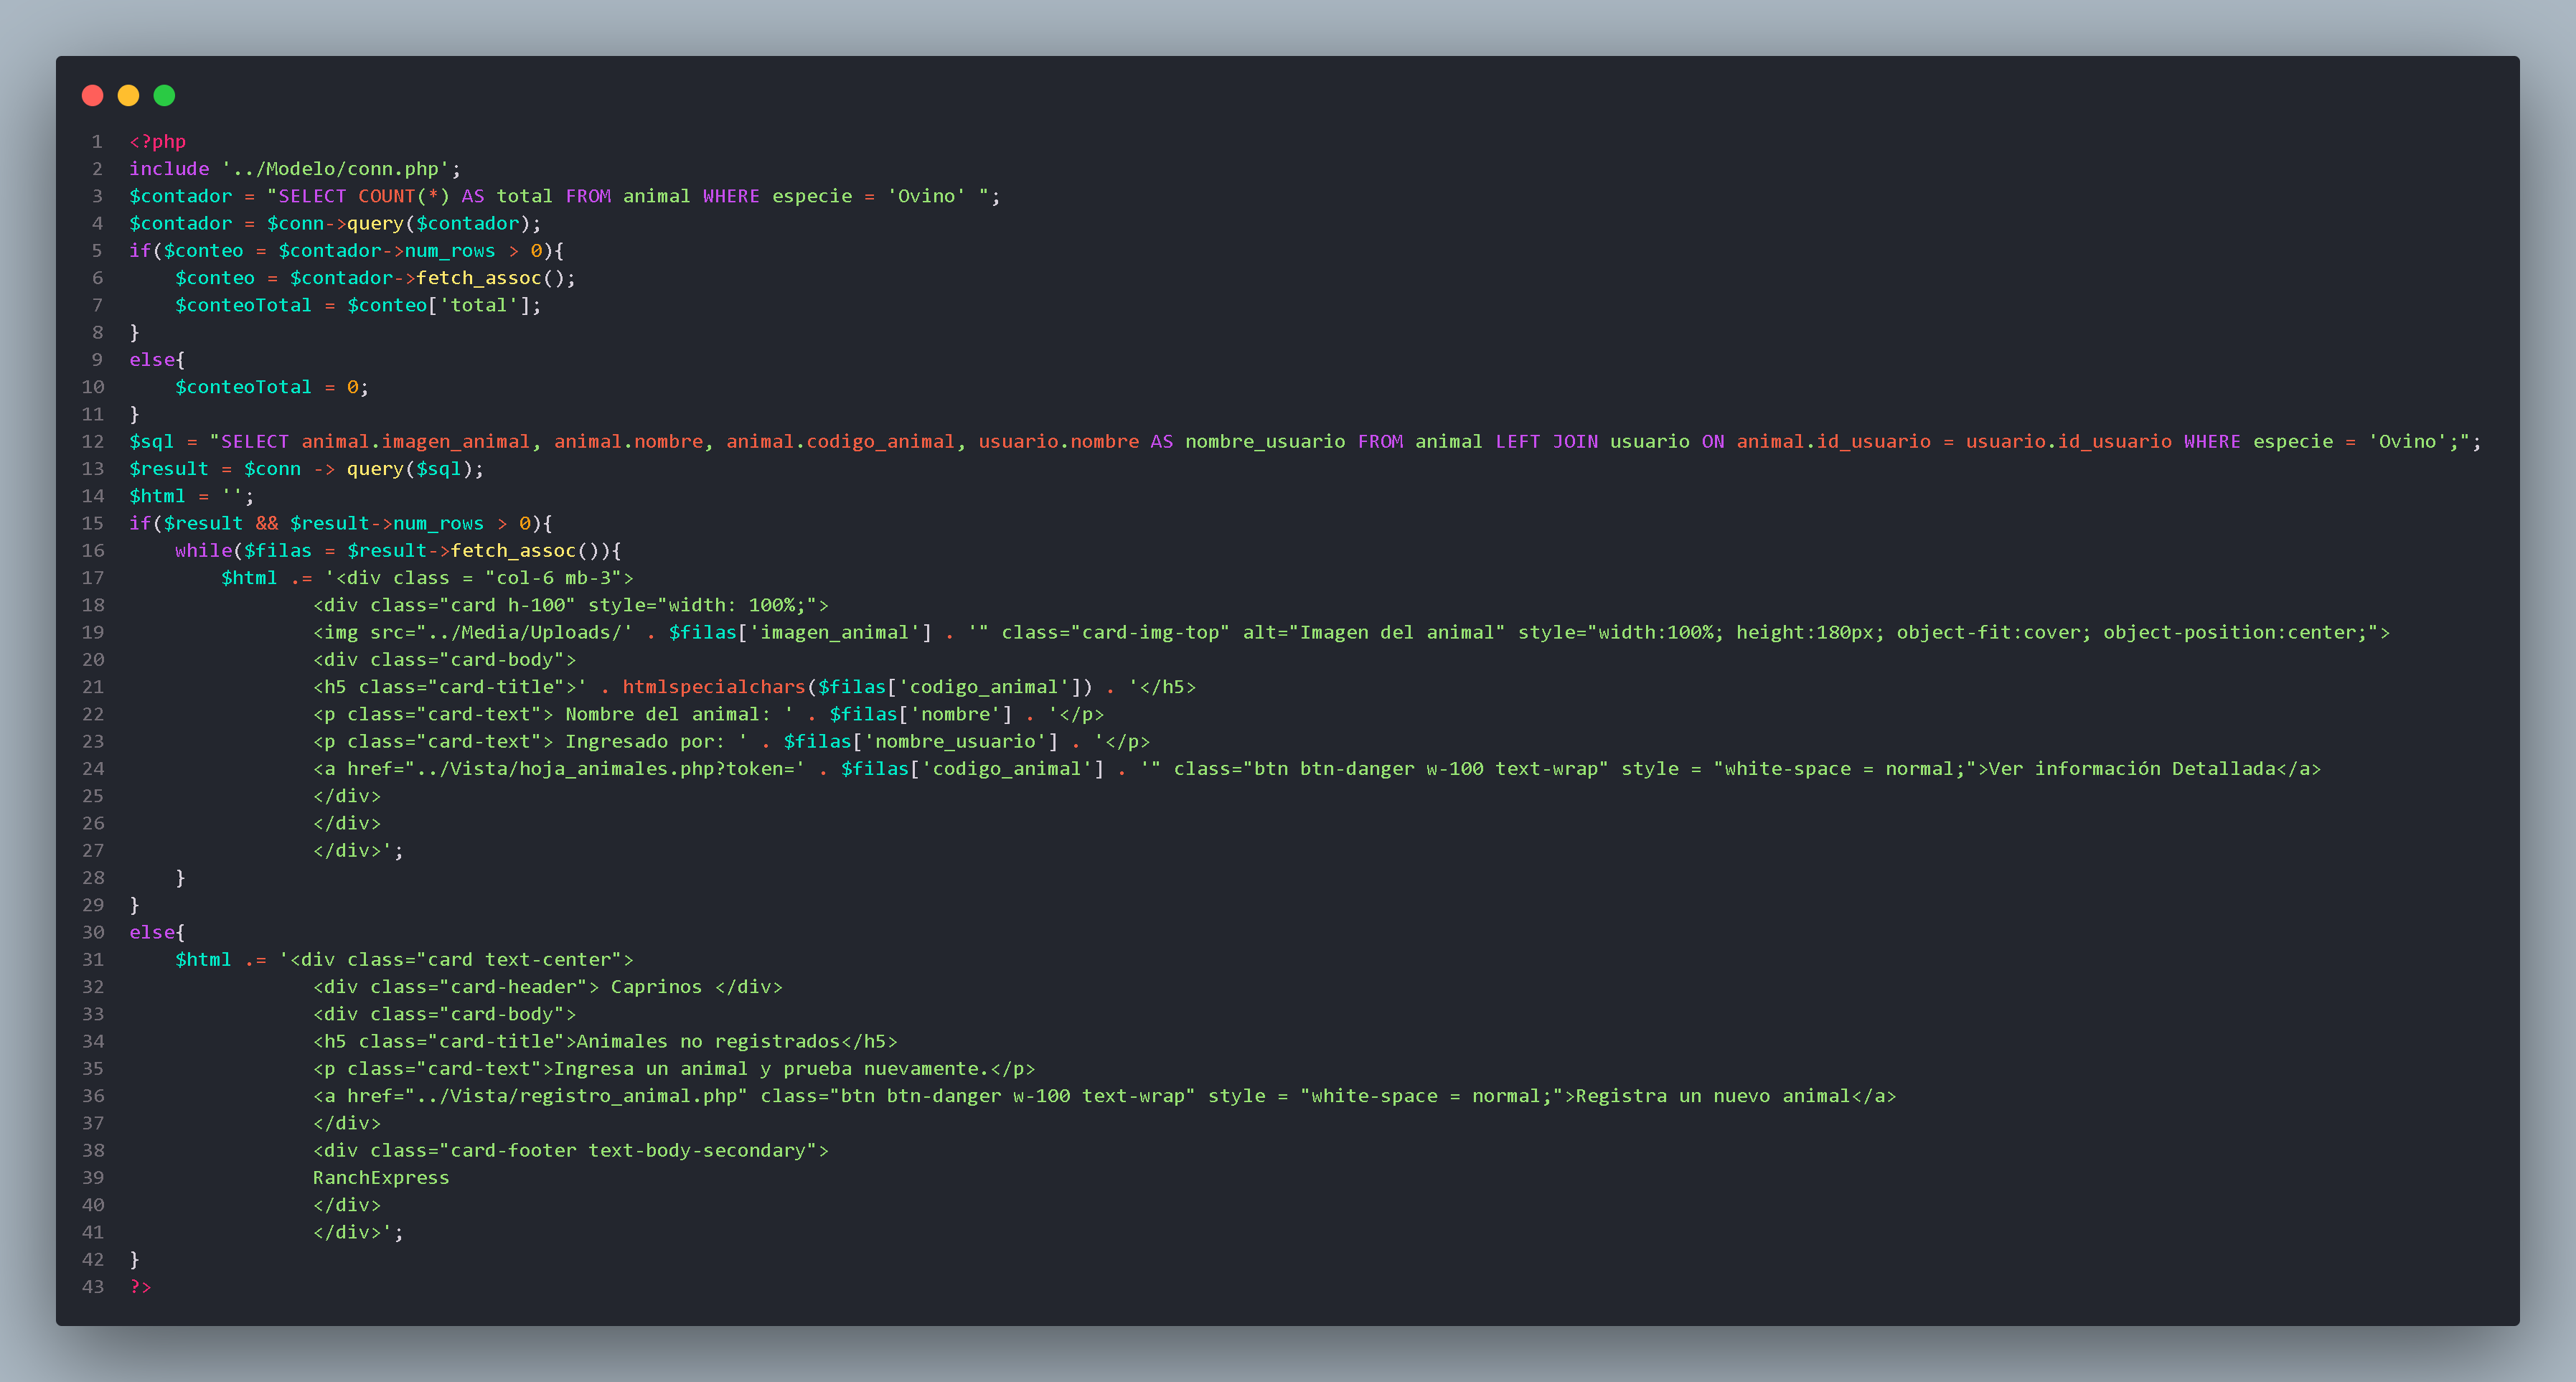 1 <?php
2 include '../Modelo/conn.php';
3 $contador = "SELECT COUNT(*) AS total FROM animal WHERE especie = 'Ovino' ";
4 $contador = $conn->query($contador);
5 if($conteo = $contador->num_rows > 0){
6     $conteo = $contador->fetch_assoc();
7     $conteoTotal = $conteo['total'];
8 }
9 else{
10     $conteoTotal = 0;
11 }
12 $sql = "SELECT animal.imagen_animal, animal.nombre, animal.codigo_animal, usuario.nombre AS nombre_usuario FROM animal LEFT JOIN usuario ON animal.id_usuario = usuario.id_usuario WHERE especie = 'Ovino';";
13 $result = $conn -> query($sql);
14 $html = '';
15 if($result && $result->num_rows > 0){
16     while($filas = $result->fetch_assoc()){
17         $html .= '<div class = "col-6 mb-3">
18                 <div class="card h-100" style="width: 100%;">
19                 <img src="../Media/Uploads/' . $filas['imagen_animal'] . '" class="card-img-top" alt="Imagen del animal" style="width:100%; height:180px; object-fit:cover; object-position:center;">
20                 <div class="card-body">
21                 <h5 class="card-title">' . htmlspecialchars($filas['codigo_animal']) . '</h5>
22                 <p class="card-text"> Nombre del animal: ' . $filas['nombre'] . '</p>
23                 <p class="card-text"> Ingresado por: ' . $filas['nombre_usuario'] . '</p>
24                 <a href="../Vista/hoja_animales.php?token=' . $filas['codigo_animal'] . '" class="btn btn-danger w-100 text-wrap" style = "white-space = normal;">Ver información Detallada</a>
25                 </div>
26                 </div>
27                 </div>';
28     }
29 }
30 else{
31     $html .= '<div class="card text-center">
32                 <div class="card-header"> Caprinos </div>
33                 <div class="card-body">
34                 <h5 class="card-title">Animales no registrados</h5>
35                 <p class="card-text">Ingresa un animal y prueba nuevamente.</p>
36                 <a href="../Vista/registro_animal.php" class="btn btn-danger w-100 text-wrap" style = "white-space = normal;">Registra un nuevo animal</a>
37                 </div>
38                 <div class="card-footer text-body-secondary">
39                 RanchExpress
40                 </div>
41                 </div>';
42 }
43 ?>